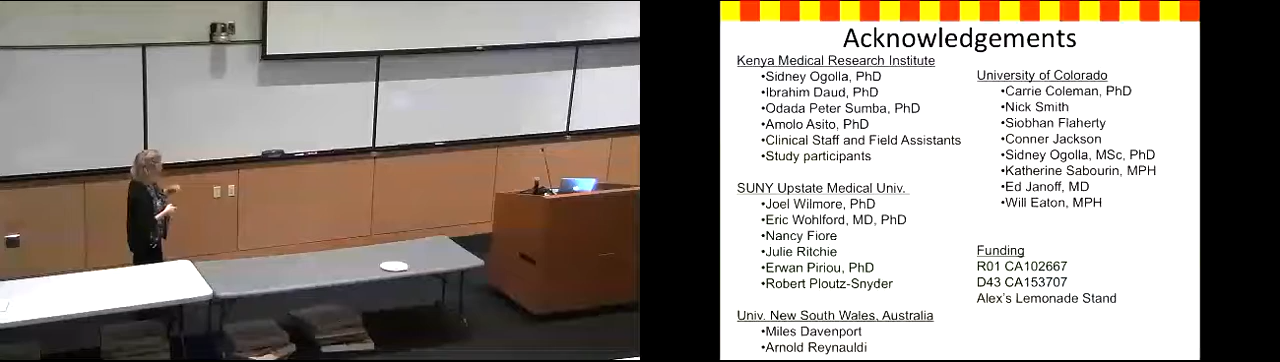 Acknowledgements
Kenya Medical Research Institute
•Sidney Ogolla, PhD
•Ibrahim Daud, PhD
•Odada Peter Sumba, PhD
•Amolo Asito, PhD
•Clinical Staff and Field Assistants
•Study participants
SUNY Upstate Medical Univ.
•Joel Wilmore, PhD
•Eric Wohlford, MD, PhD
•Nancy Fiore
•Julie Ritchie
•Erwan Piriou, PhD
•Robert Ploutz-Snyder
Univ. New South Wales, Australia
•Miles Davenport
•Arnold Reynauldi
University of Colorado
•Carrie Coleman, PhD
•Nick Smith
•Siobhan Flaherty
•Conner Jackson
•Sidney Ogolla, MSc, PhD
•Katherine Sabourin, MPH
•Ed Janoff, MD
•Will Eaton, MPH
Funding
R01 CA102667
D43 CA153707
Alex's Lemonade Stand